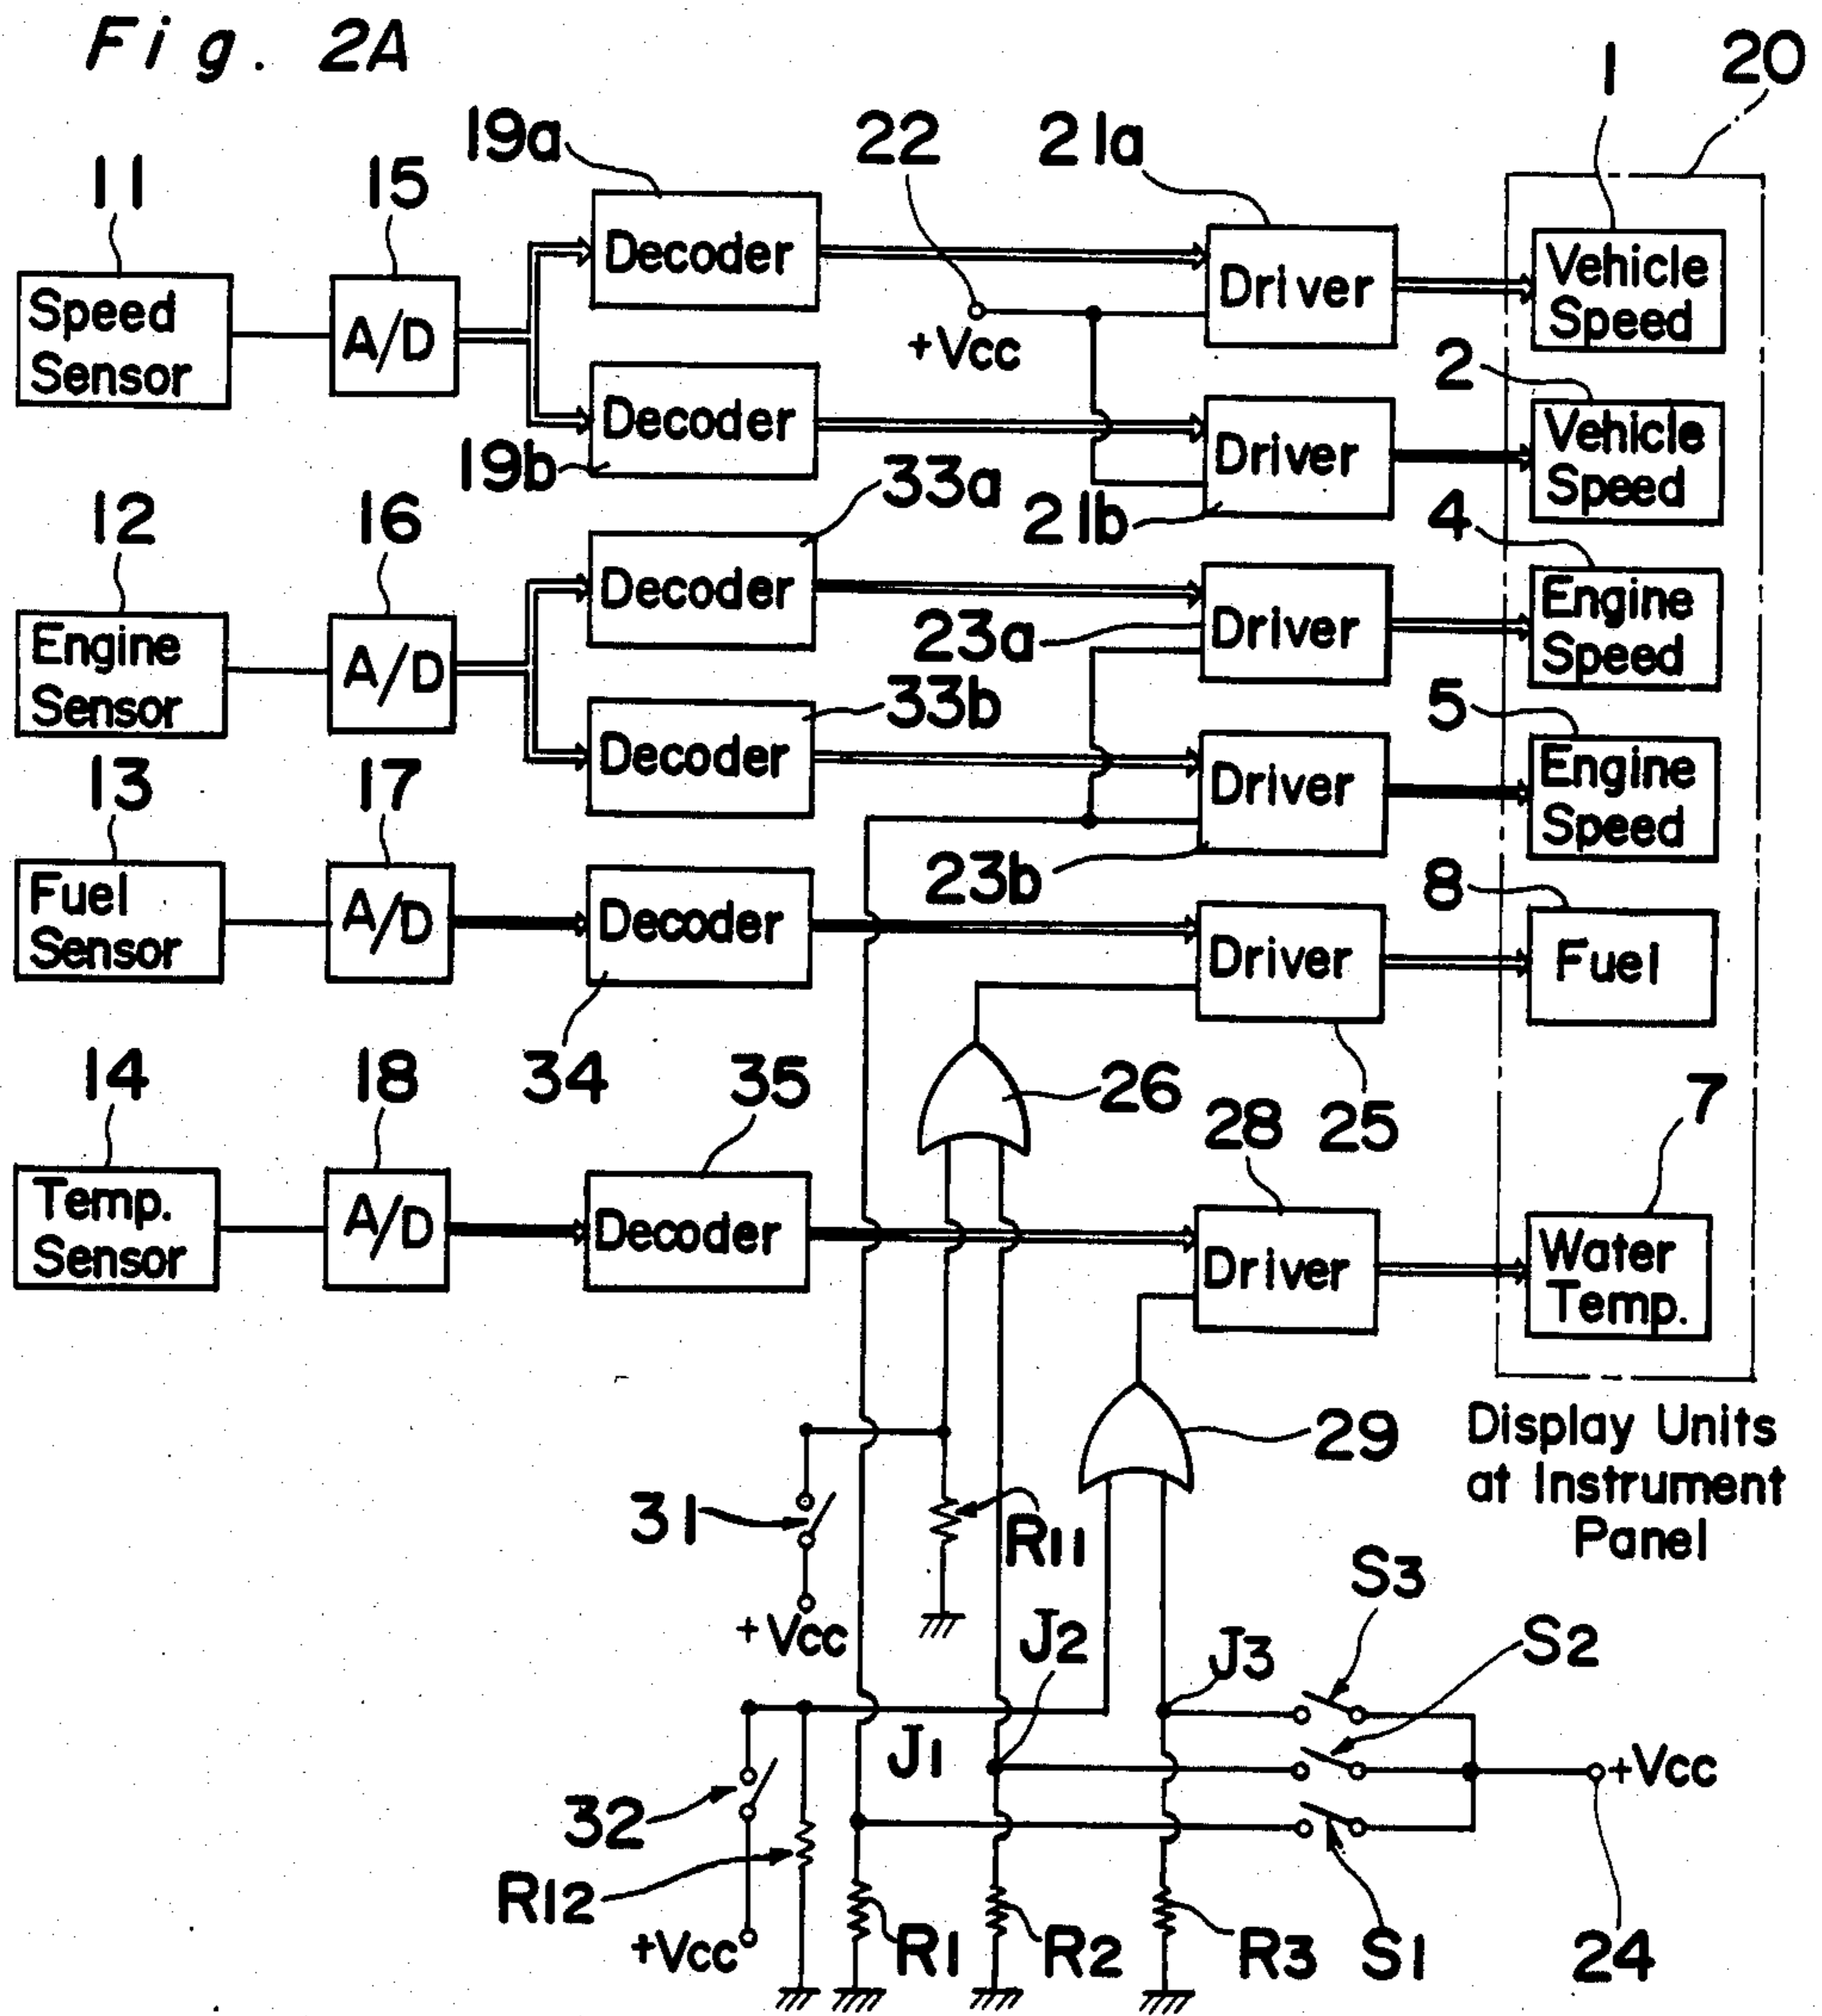 Fig. 2A
1
20
19a
22
21a
11
15
Speed
Sensor
A/D
Decoder
+Vcc
Driver
Vehicle
Speed
2
Decoder
19b
Driver
21b
Vehicle
Speed
12
16
33a
4
Engine
Sensor
A/D
Decoder
23a
Driver
Engine
Speed
33b
5
Decoder
Driver
23b
Engine
Speed
13
17
8
Fuel
Sensor
A/D
Decoder
34
Driver
25
Fuel
26
14
18
35
28
7
Temp.
Sensor
A/D
Decoder
Driver
Water
Temp.
29
Display Units
at Instrument
Panel
31
R11
+Vcc
J2
J3
S3
S2
J1
32
+Vcc
R12
+Vcc
R1
R2
R3
S1
24